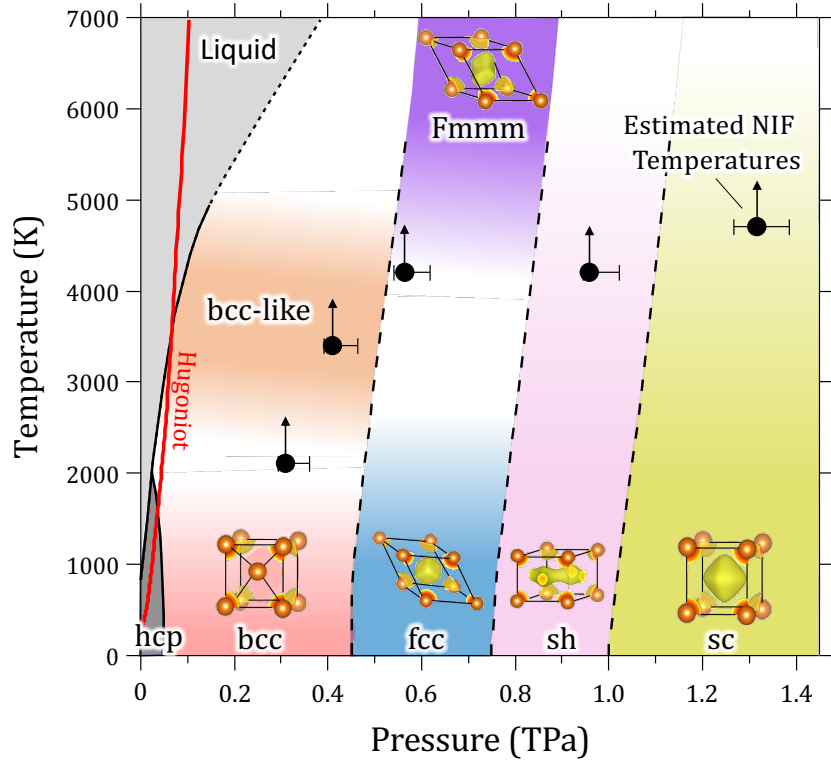 Temperature (K)
7000
6000
5000
4000
3000
2000
1000
0
Liquid
Hugoniot
Fmmm
Estimated NIF
Temperatures
bcc-like
hcp
bcc
fcc
sh
sc
0
0.2
0.4
0.6
0.8
1.0
1.2
1.4
Pressure (TPa)